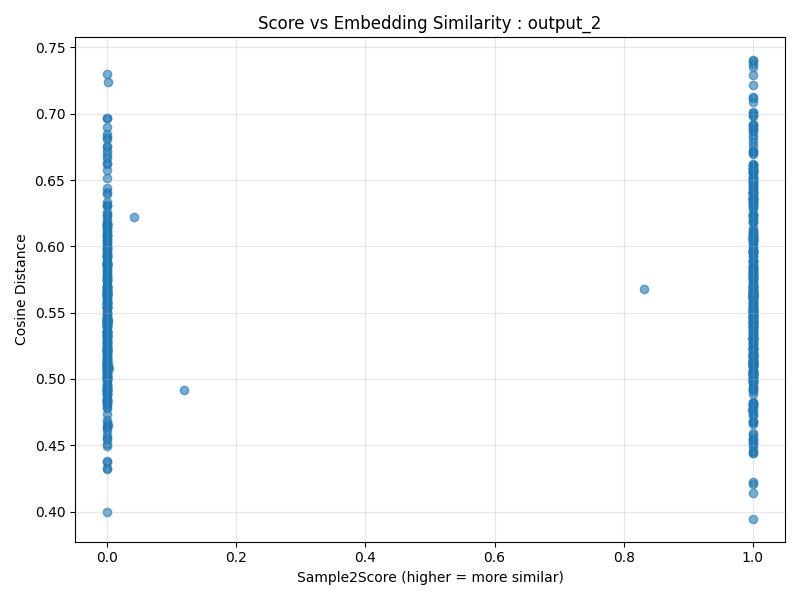 Score vs Embedding Similarity : output_2
Cosine Distance
0.75
0.70
0.65
0.60
0.55
0.50
0.45
0.40
0.0 0.2 0.4 0.6 0.8 1.0
Sample2Score (higher = more similar)